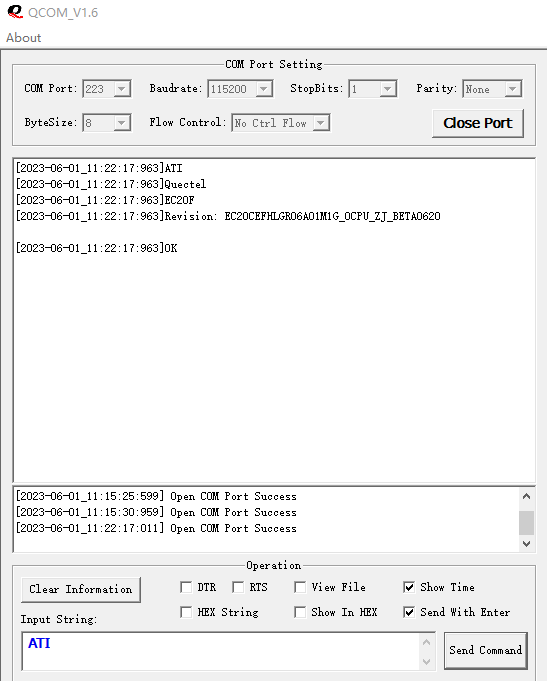 QCOM_V1.6
About
COM Port Setting
COM Port: 223 Baudrate: 115200 StopBits: 1 Parity: None
ByteSize: 8 Flow Control: No Ctrl Flow Close Port
[2023-06-01_11:22:17:963]ATI
[2023-06-01_11:22:17:963]Quectel
[2023-06-01_11:22:17:963]EC20F
[2023-06-01_11:22:17:963]Revision: EC20CEFHLGR06A01M1G_OCPU_ZJ_BETA0620
[2023-06-01_11:22:17:963]OK
[2023-06-01_11:15:25:599] Open COM Port Success
[2023-06-01_11:15:30:959] Open COM Port Success
[2023-06-01_11:22:17:011] Open COM Port Success
Operation
Clear Information DTR RTS View File Show Time
HEX String Show In HEX Send With Enter
Input String:
ATI
Send Command